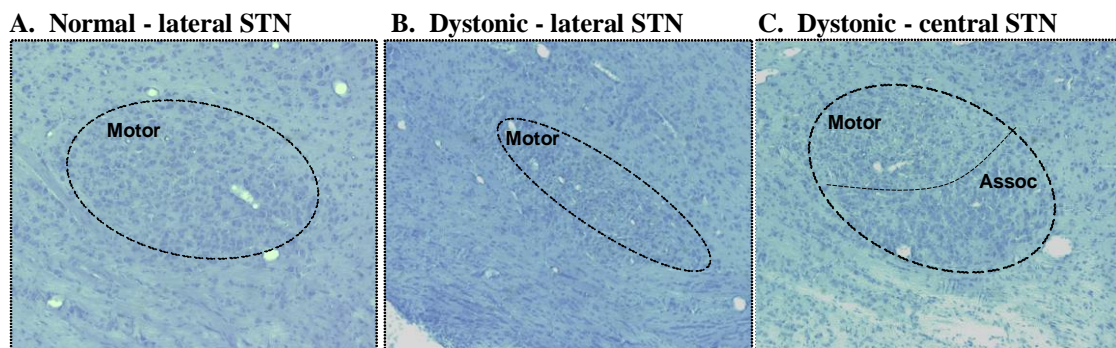 A. Normal - lateral STN
B. Dystonic - lateral STN
C. Dystonic - central STN
Motor
Motor
Motor
Assoc